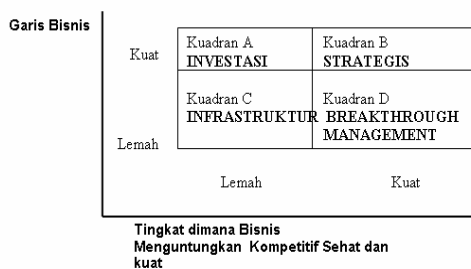 Garis Bisnis
Kuat
Kuadran A
INVESTASI
Kuadran B
STRATEGIS
Kuadran C
INFRASTRUKTUR
Kuadran D
BREAKTHROUGH
MANAGEMENT
Lemah
Lemah
Kuat
Tingkat dimana Bisnis
Menguntungkan Kompetitif Sehat dan
kuat